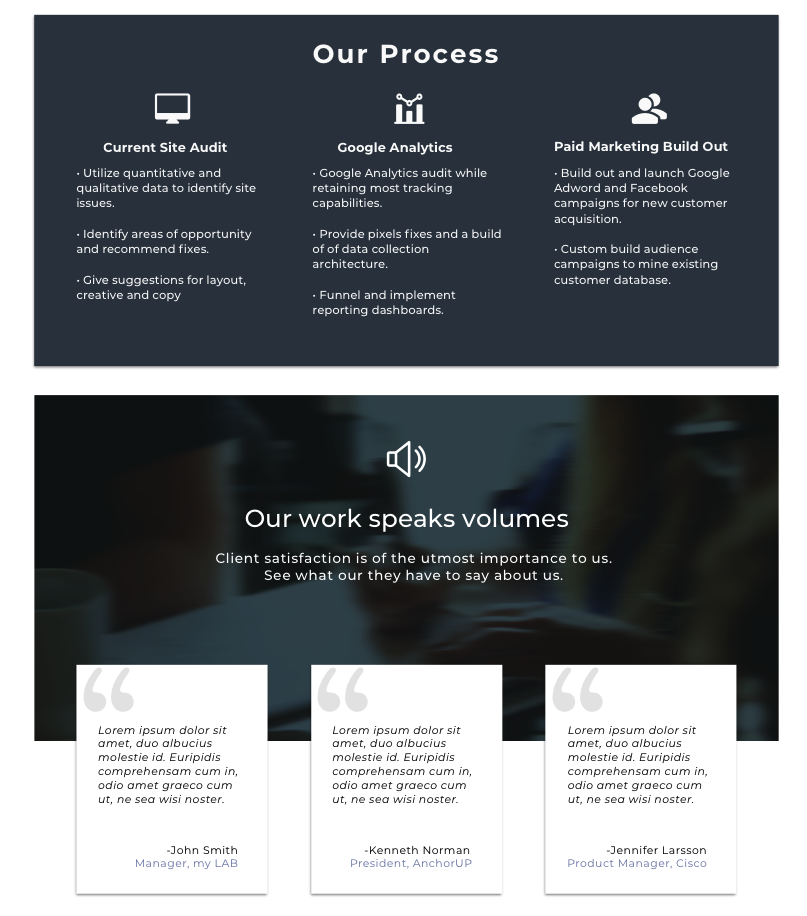 Our Process
Current Site Audit
• Utilize quantitative and
qualitative data to identify site
issues.
• Identify areas of opportunity
and recommend fixes.
• Give suggestions for layout,
creative and copy
Google Analytics
• Google Analytics audit while
retaining most tracking
capabilities.
• Provide pixels fixes and a build
of of data collection
architecture.
• Funnel and implement
reporting dashboards.
Paid Marketing Build Out
• Build out and launch Google
Adword and Facebook
campaigns for new customer
acquisition.
• Custom build audience
campaigns to mine existing
customer database.
Our work speaks volumes
Client satisfaction is of the utmost importance to us.
See what our they have to say about us.
“
Lorem ipsum dolor sit
amet, duo albucius
molestie id. Euripidis
comprehensam cum in,
odio amet graeco cum
ut, ne sea wisi noster.
-John Smith
Manager, my LAB
“
Lorem ipsum dolor sit
amet, duo albucius
molestie id. Euripidis
comprehensam cum in,
odio amet graeco cum
ut, ne sea wisi noster.
-Kenneth Norman
President, AnchorUP
“
Lorem ipsum dolor sit
amet, duo albucius
molestie id. Euripidis
comprehensam cum in,
odio amet graeco cum
ut, ne sea wisi noster.
-Jennifer Larsson
Product Manager, Cisco